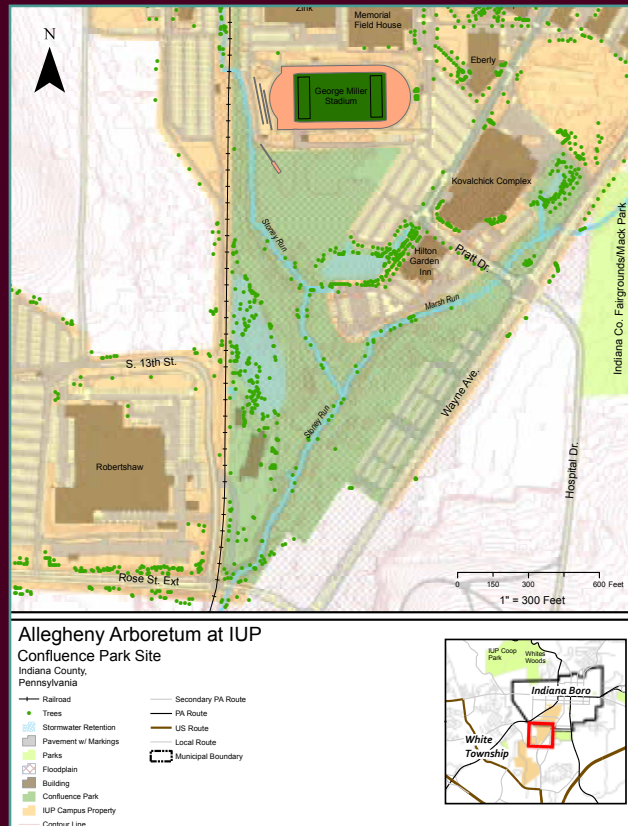 N
Zink
Memorial
Field House
Eberly
George Miller
Stadium
Kovalchick Complex
Stoney Run
Hilton
Garden
Inn
Pratt Dr.
Marsh Run
Indiana Co. Fairgrounds/Mack Park
S. 13th St.
Wayne Ave.
Stoney Run
Robertshaw
Hospital Dr.
Rose St. Ext
0 150 300 600 Feet
1" = 300 Feet
Allegheny Arboretum at IUP
Confluence Park Site
Indiana County,
Pennsylvania
Railroad
Trees
Stormwater Retention
Pavement w/ Markings
Parks
Floodplain
Building
Confluence Park
IUP Campus Property
Contour Line
Secondary PA Route
PA Route
US Route
Local Route
Municipal Boundary
IUP Coop
Park
Whites
Woods
Indiana Boro
White
Township